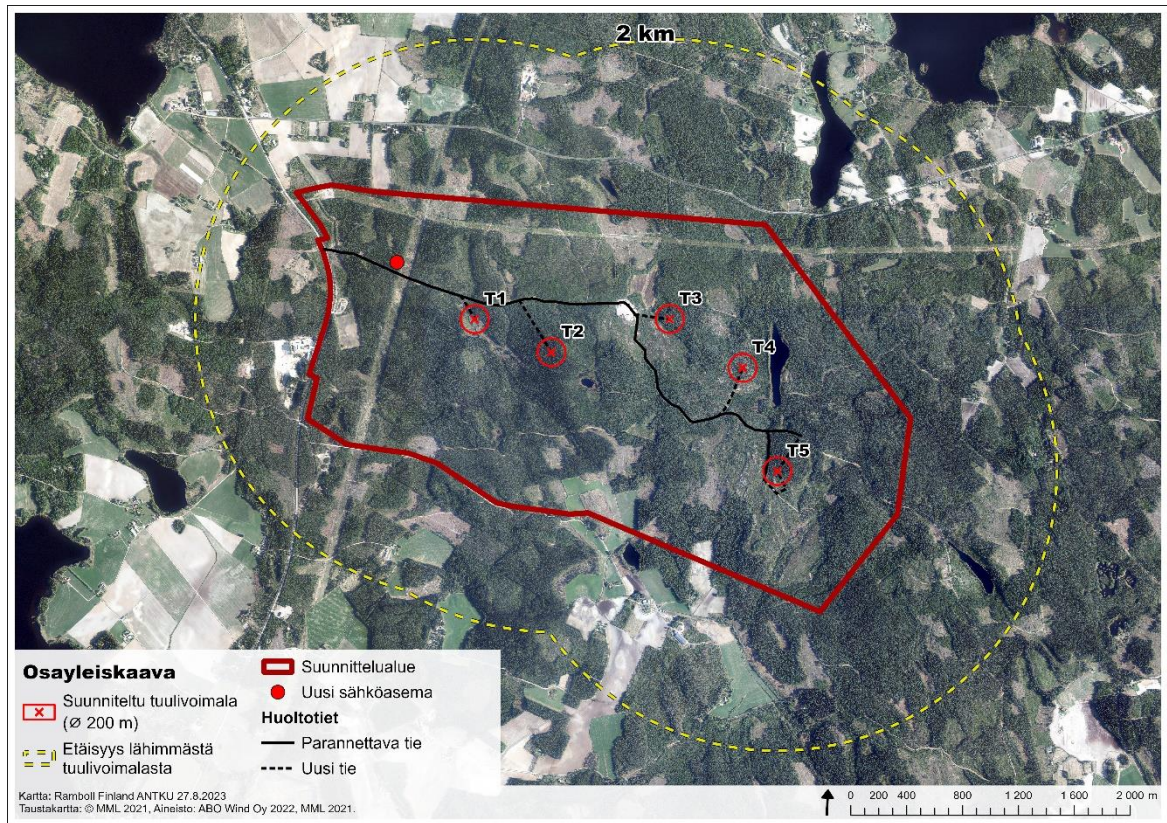 2 km
T1
T3
T2
T4
T5
Osayleiskaava
Suunniteltu tuulivoimala
(Ø 200 m)
Etäisyys lähimmästä
tuulivoimalasta
Suunnittelualue
Uusi sähköasema
Huoltotiet
Parannettava tie
Uusi tie
Kartta: Ramboll Finland ANTKU 27.8.2023
Taustakartta: © MML 2021, Aineisto: ABO Wind Oy 2022, MML 2021.
0 200 400 800 1 200 1 600 2 000 m